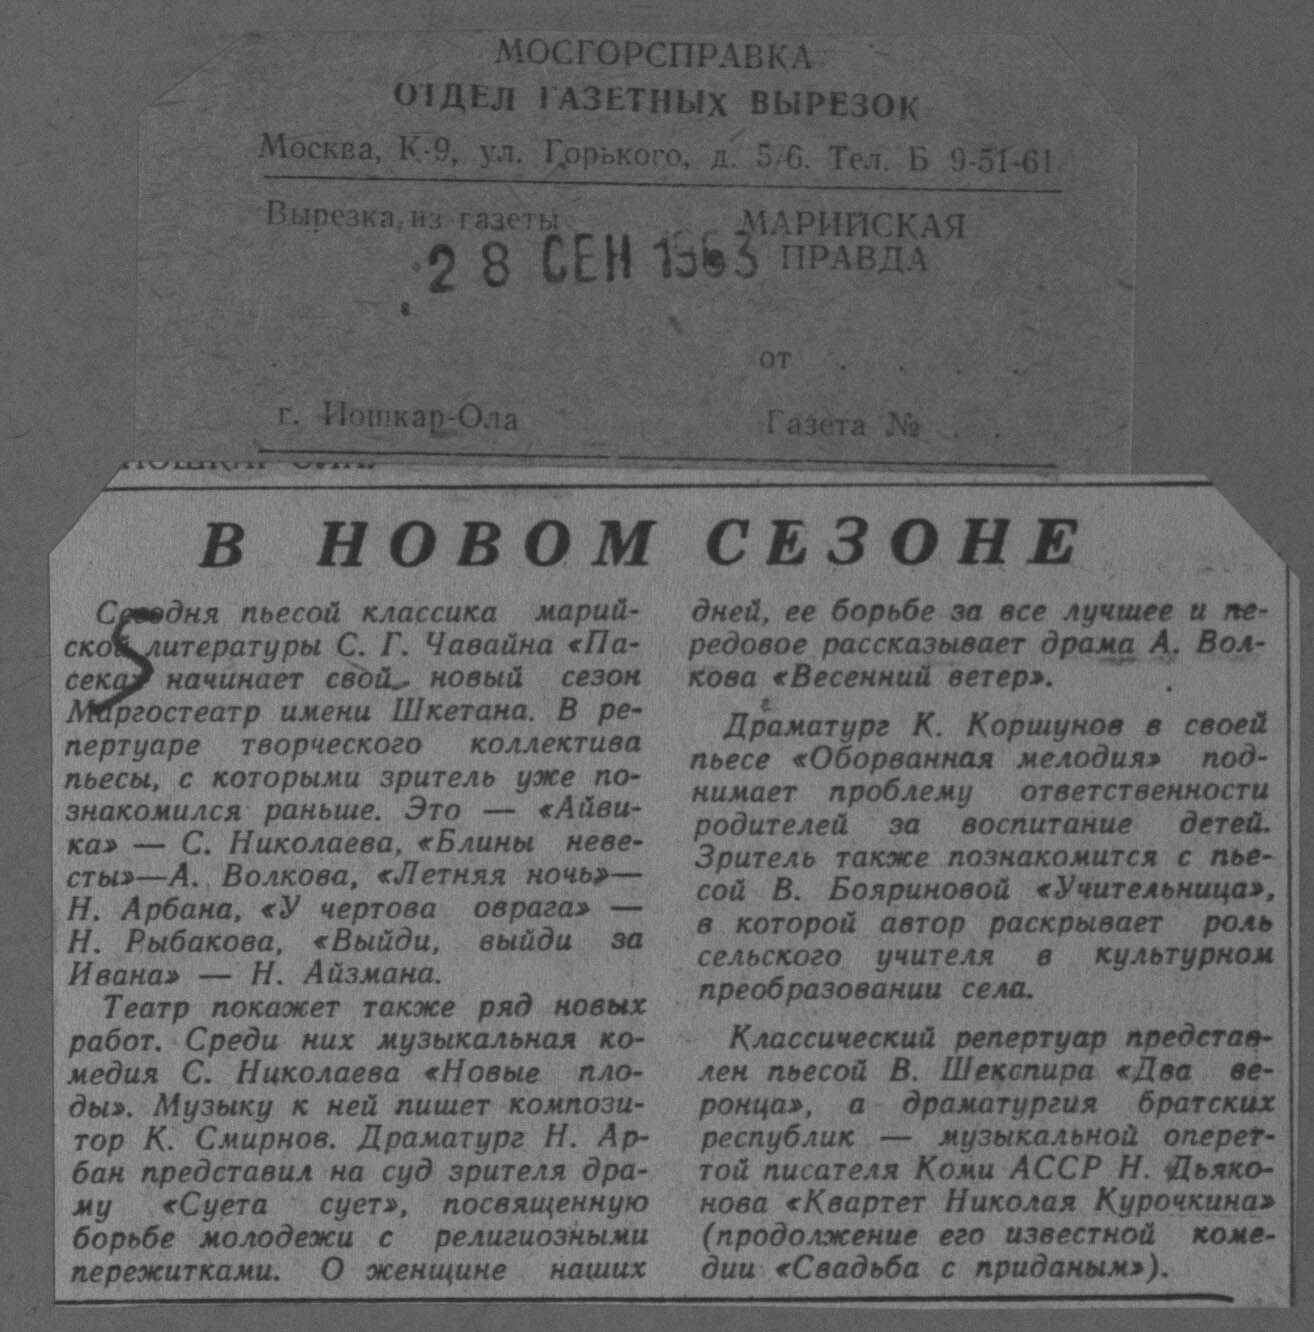 МОСГОРСПРАВКА
ОТДЕЛ ГАЗЕТНЫХ ВЫРЕЗОК
Москва, К-9, ул. Горького, д. 5/6. Тел. Б 9-51-61.
Вырезка из газеты
МАРИЙСКАЯ
ПРАВДА
28 СЕН 1963
от . . . .
г. Йошкар-Ола
Газета № . .
В НОВОМ СЕЗОНЕ
Сегодня пьесой классика марий-
ской литературы С. Г. Чавайна «Па-
сека» начинает свой новый сезон
Маргостеатр имени Шкетана. В ре-
пертуаре творческого коллектива
пьесы, с которыми зритель уже по-
знакомился раньше. Это — «Айви-
ка» — С. Николаева, «Блины неве-
сты»—А. Волкова, «Летняя ночь»—
Н. Арбана, «У чертова оврага» —
Н. Рыбакова, «Выйди, выйди за
Ивана» — Н. Айзмана.
Театр покажет также ряд новых
работ. Среди них музыкальная ко-
медия С. Николаева «Новые пло-
ды». Музыку к ней пишет компози-
тор К. Смирнов. Драматург Н. Ар-
бан представил на суд зрителя дра-
му «Суета сует», посвященную
борьбе молодежи с религиозными
пережитками. О женщине наших
дней, ее борьбе за все лучшее и пе-
редовое рассказывает драма А. Вол-
кова «Весенний ветер».
Драматург К. Коршунов в своей
пьесе «Оборванная мелодия» под-
нимает проблему ответственности
родителей за воспитание детей.
Зритель также познакомится с пье-
сой В. Бояриновой «Учительница»,
в которой автор раскрывает роль
сельского учителя в культурном
преобразовании села.
Классический репертуар представ-
лен пьесой В. Шекспира «Два ве-
ронца», а драматургия братских
республик — музыкальной оперет-
той писателя Коми АССР Н. Дьяко-
нова «Квартет Николая Курочкина»
(продолжение его известной коме-
дии «Свадьба с приданым»).